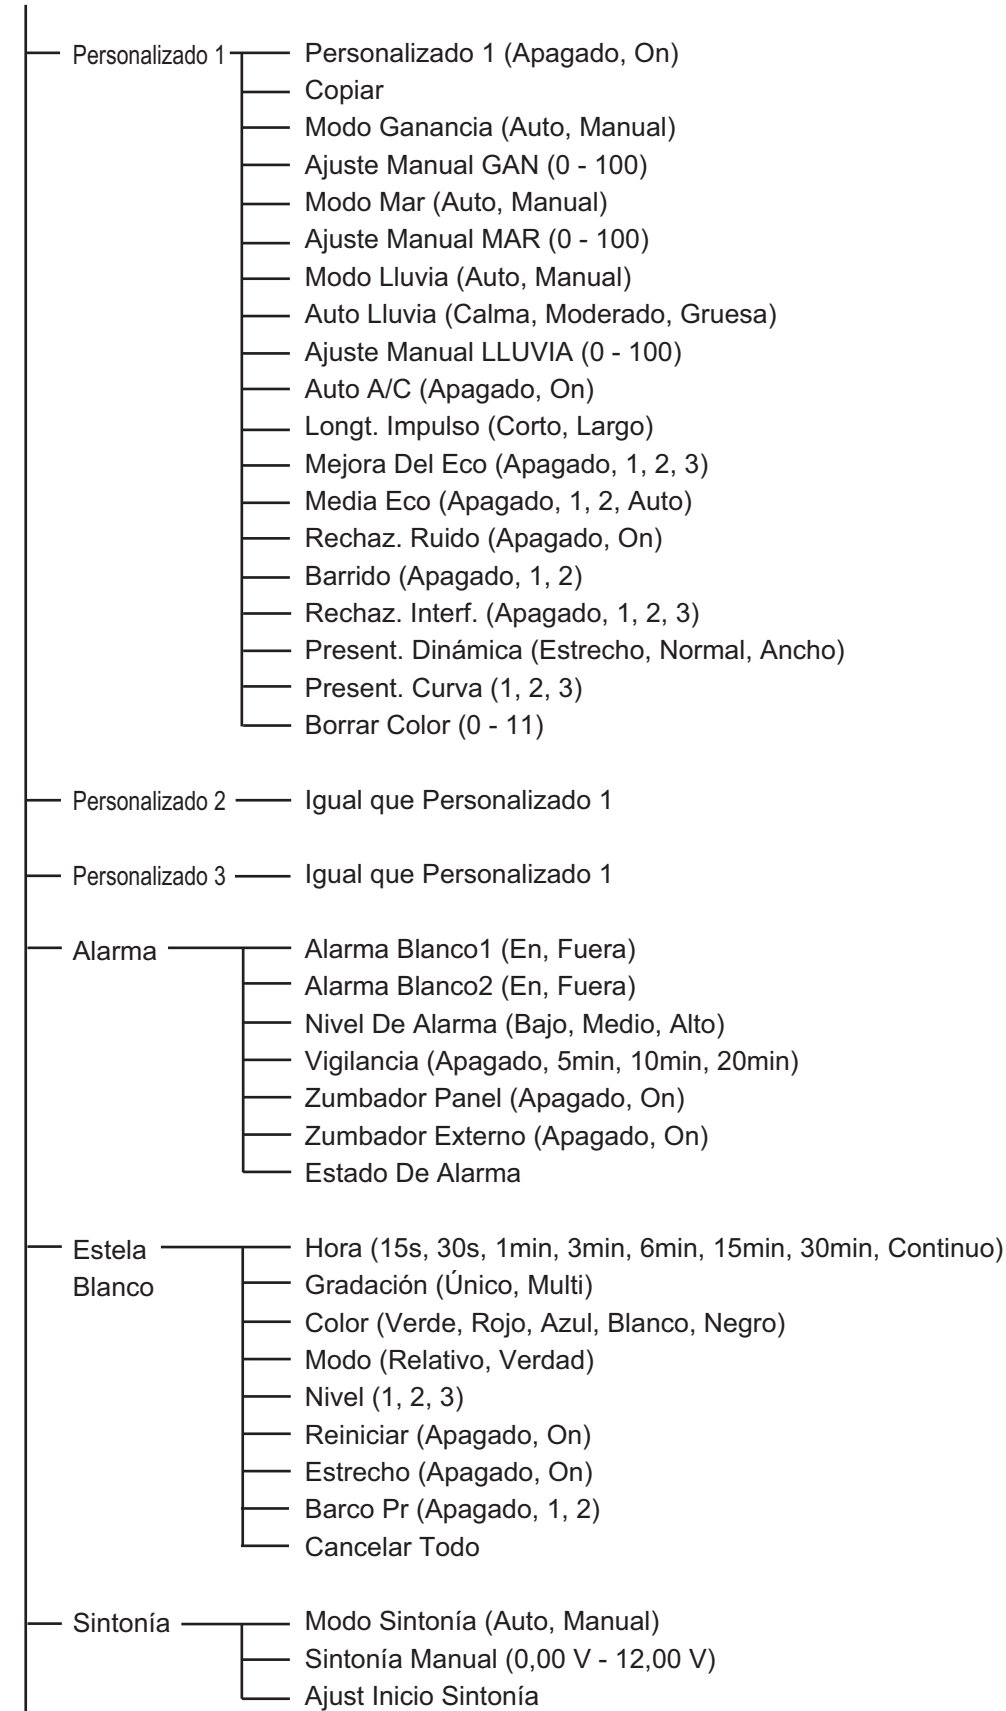 Personalizado 1 Personalizado 1 (Apagado, On)
Copiar
Modo Ganancia (Auto, Manual)
Ajuste Manual GAN (0 - 100)
Modo Mar (Auto, Manual)
Ajuste Manual MAR (0 - 100)
Modo Lluvia (Auto, Manual)
Auto Lluvia (Calma, Moderado, Gruesa)
Ajuste Manual LLUVIA (0 - 100)
Auto A/C (Apagado, On)
Longt. Impulso (Corto, Largo)
Mejora Del Eco (Apagado, 1, 2, 3)
Media Eco (Apagado, 1, 2, Auto)
Rechaz. Ruido (Apagado, On)
Barrido (Apagado, 1, 2)
Rechaz. Interf. (Apagado, 1, 2, 3)
Present. Dinámica (Estrecho, Normal, Ancho)
Present. Curva (1, 2, 3)
Borrar Color (0 - 11)
Personalizado 2 Igual que Personalizado 1
Personalizado 3 Igual que Personalizado 1
Alarma Alarma Blanco1 (En, Fuera)
Alarma Blanco2 (En, Fuera)
Nivel De Alarma (Bajo, Medio, Alto)
Vigilancia (Apagado, 5min, 10min, 20min)
Zumbador Panel (Apagado, On)
Zumbador Externo (Apagado, On)
Estado De Alarma
Estela Hora (15s, 30s, 1min, 3min, 6min, 15min, 30min, Continuo)
Blanco Gradación (Único, Multi)
Color (Verde, Rojo, Azul, Blanco, Negro)
Modo (Relativo, Verdad)
Nivel (1, 2, 3)
Reiniciar (Apagado, On)
Estrecho (Apagado, On)
Barco Pr (Apagado, 1, 2)
Cancelar Todo
Sintonía Modo Sintonía (Auto, Manual)
Sintonía Manual (0,00 V - 12,00 V)
Ajust Inicio Sintonía